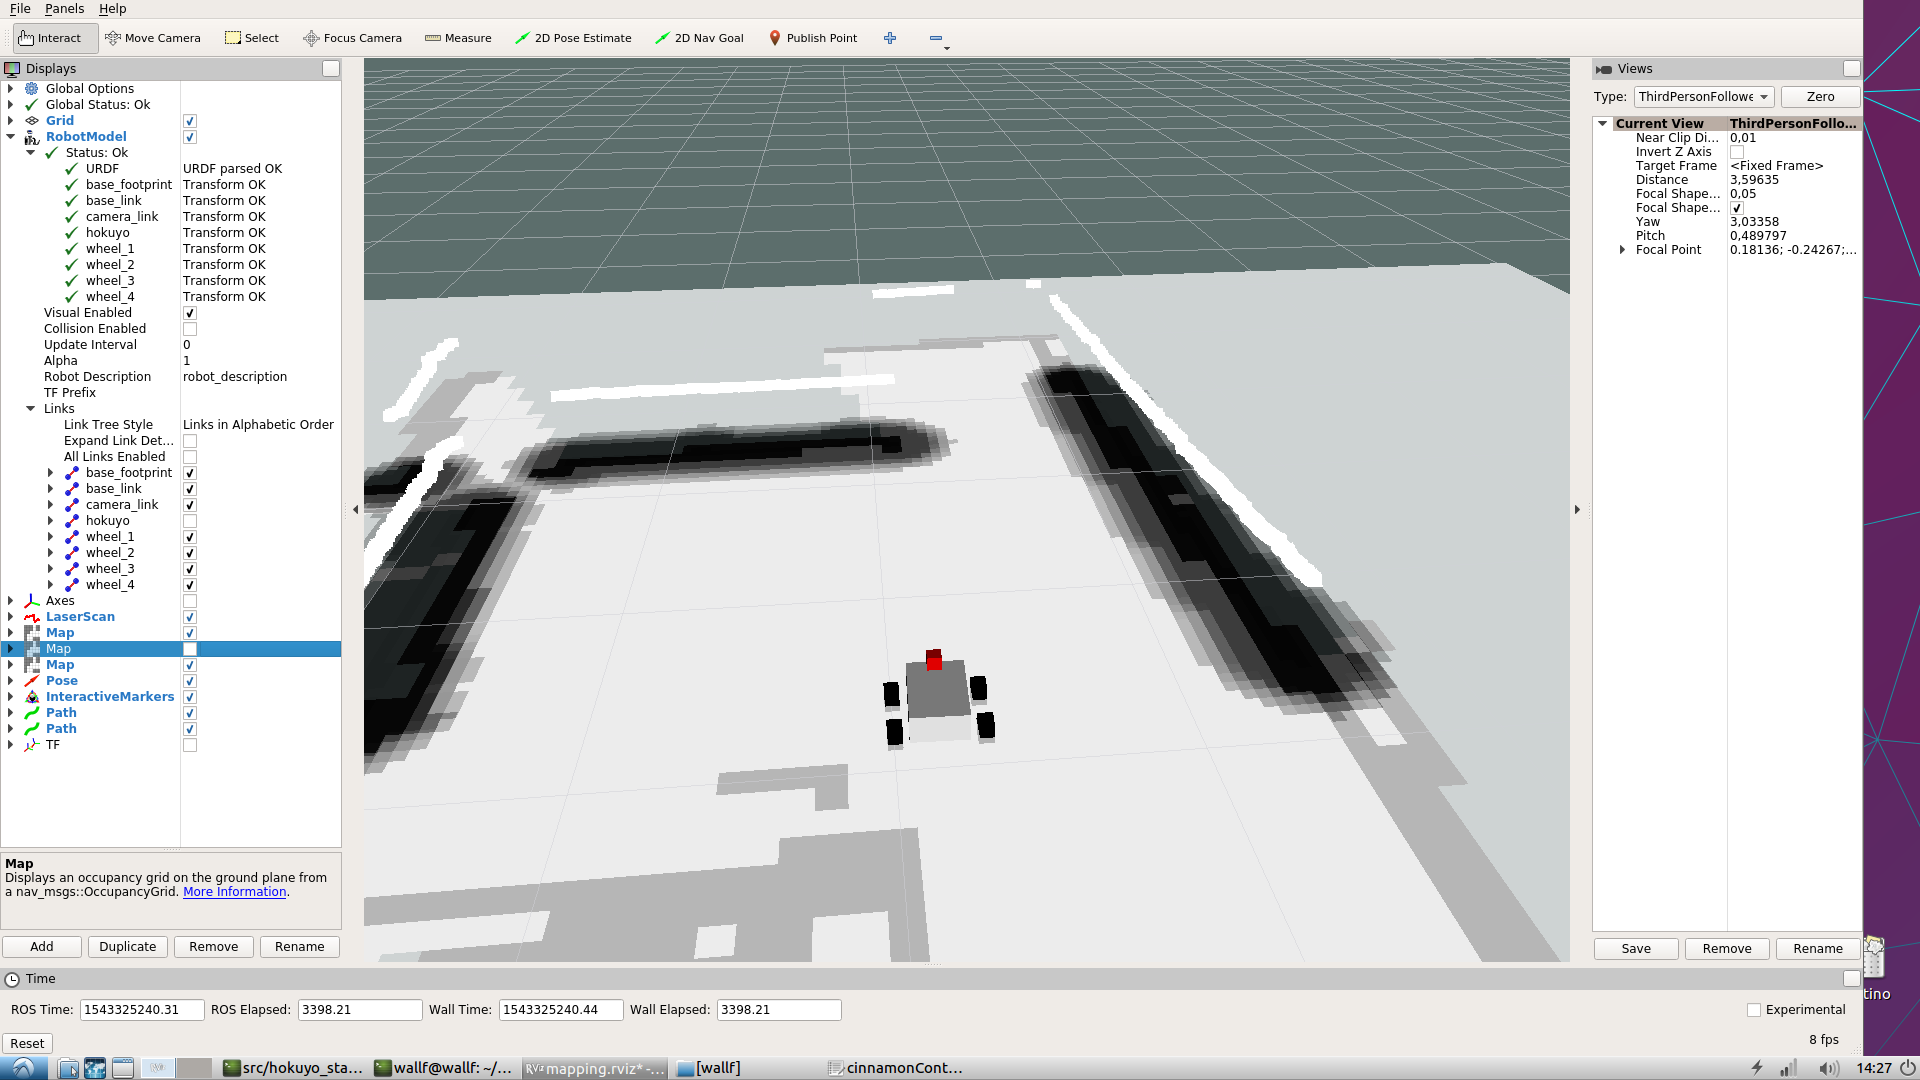 File Panels Help
Interact Move Camera Select Focus Camera Measure 2D Pose Estimate 2D Nav Goal Publish Point
Displays
Global Options
Global Status: Ok
Grid
RobotModel
Status: Ok
URDF URDF parsed OK
base_footprint Transform OK
base_link Transform OK
camera_link Transform OK
hokuyo Transform OK
wheel_1 Transform OK
wheel_2 Transform OK
wheel_3 Transform OK
wheel_4 Transform OK
Visual Enabled
Collision Enabled
Update Interval 0
Alpha 1
Robot Description robot_description
TF Prefix
Links
Link Tree Style Links in Alphabetic Order
Expand Link Det...
All Links Enabled
base_footprint
base_link
camera_link
hokuyo
wheel_1
wheel_2
wheel_3
wheel_4
Axes
LaserScan
Map
Map
Map
Pose
InteractiveMarkers
Path
Path
TF
Map
Displays an occupancy grid on the ground plane from
a nav_msgs::OccupancyGrid. More Information.
Add Duplicate Remove Rename
Views
Type: ThirdPersonFollowe Zero
Current View ThirdPersonFollo...
Near Clip Di... 0,01
Invert Z Axis
Target Frame <Fixed Frame>
Distance 3,59635
Focal Shape... 0,05
Focal Shape...
Yaw 3,03358
Pitch 0,489797
Focal Point 0.18136; -0.24267;...
Save Remove Rename
tino
Time
ROS Time: 1543325240.31 ROS Elapsed: 3398.21 Wall Time: 1543325240.44 Wall Elapsed: 3398.21 Experimental
Reset 8 fps
src/hokuyo_sta... wallf@wallf: ~/... RViz mapping.rviz* -... [wallf] cinnamonCont... 14:27